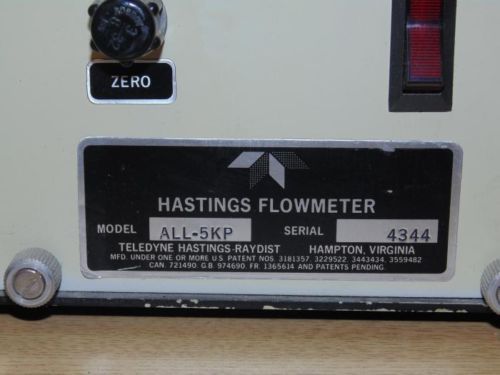 ZERO
HASTINGS FLOWMETER
MODEL ALL-5KP SERIAL 4344
TELEDYNE HASTINGS-RAYDIST HAMPTON, VIRGINIA
MFD. UNDER ONE OR MORE U.S. PATENT NOS. 3181357, 3229522, 3443434, 3559482
CAN. 721490, G.B. 974690, FR. 1365614 AND PATENTS PENDING.